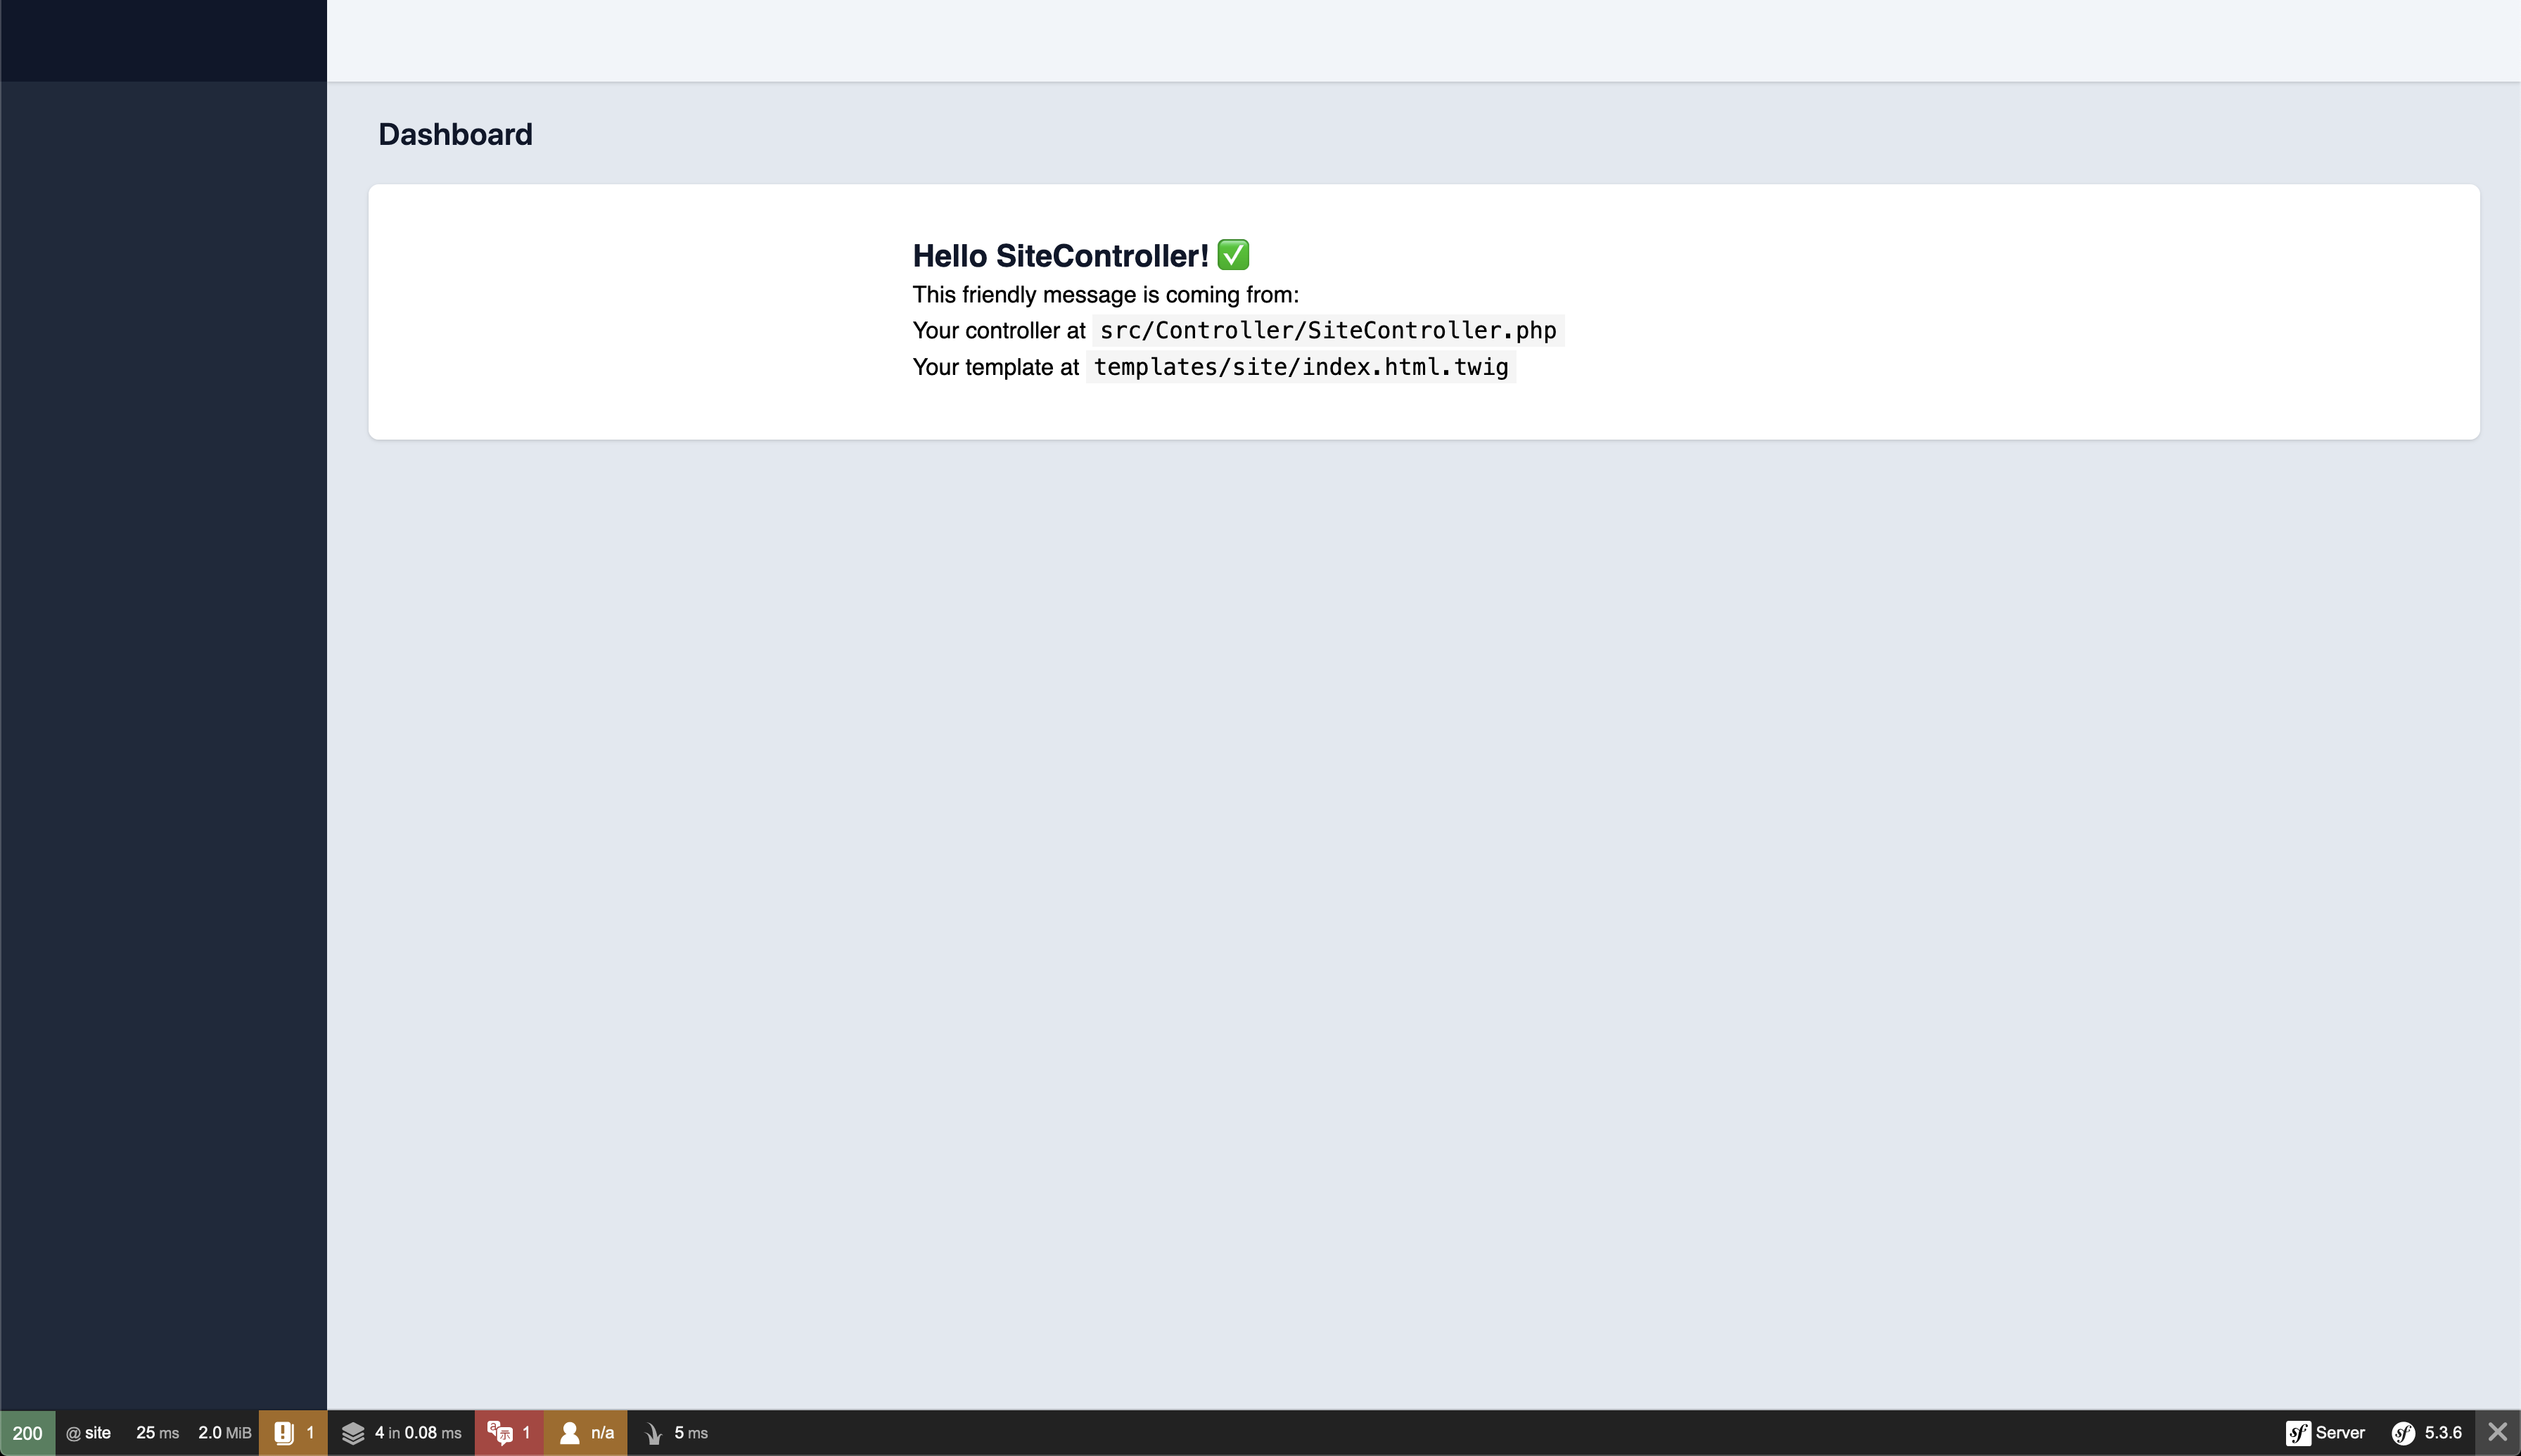 Dashboard
Hello SiteController! ✅
This friendly message is coming from:
Your controller at src/Controller/SiteController.php
Your template at templates/site/index.html.twig
200 @ site 25 ms 2.0 MiB 1 4 in 0.08 ms 1 n/a 5 ms sf Server sf 5.3.6